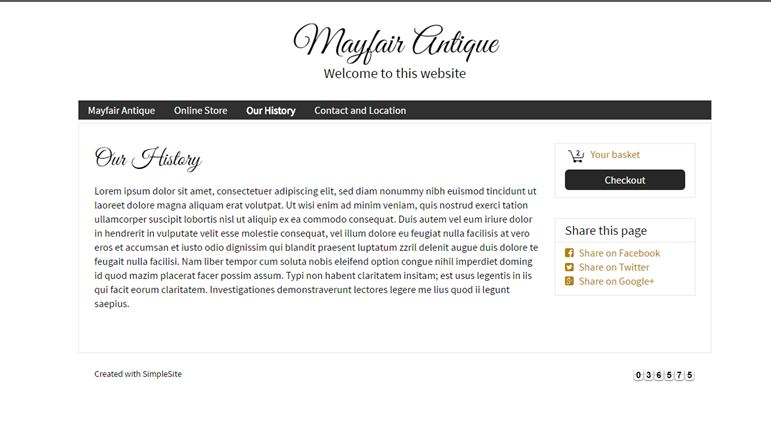 Mayfair Antique
Welcome to this website
Mayfair Antique Online Store Our History Contact and Location
Our History
Lorem ipsum dolor sit amet, consectetuer adipiscing elit, sed diam nonummy nibh euismod tincidunt ut
laoreet dolore magna aliquam erat volutpat. Ut wisi enim ad minim veniam, quis nostrud exerci tation
ullamcorper suscipit lobortis nisl ut aliquip ex ea commodo consequat. Duis autem vel eum iriure dolor
in hendrerit in vulputate velit esse molestie consequat, vel illum dolore eu feugiat nulla facilisis at vero
eros et accumsan et iusto odio dignissim qui blandit praesent luptatum zzril delenit augue duis dolore te
feugait nulla facilisi. Nam liber tempor cum soluta nobis eleifend option congue nihil imperdiet doming
id quod mazim placerat facer possim assum. Typi non habent claritatem insitam; est usus legentis in iis
qui facit eorum claritatem. Investigationes demonstraverunt lectores legere me lius quod ii legunt
saepius.
2 Your basket
Checkout
Share this page
Share on Facebook
Share on Twitter
Share on Google+
Created with SimpleSite
036575